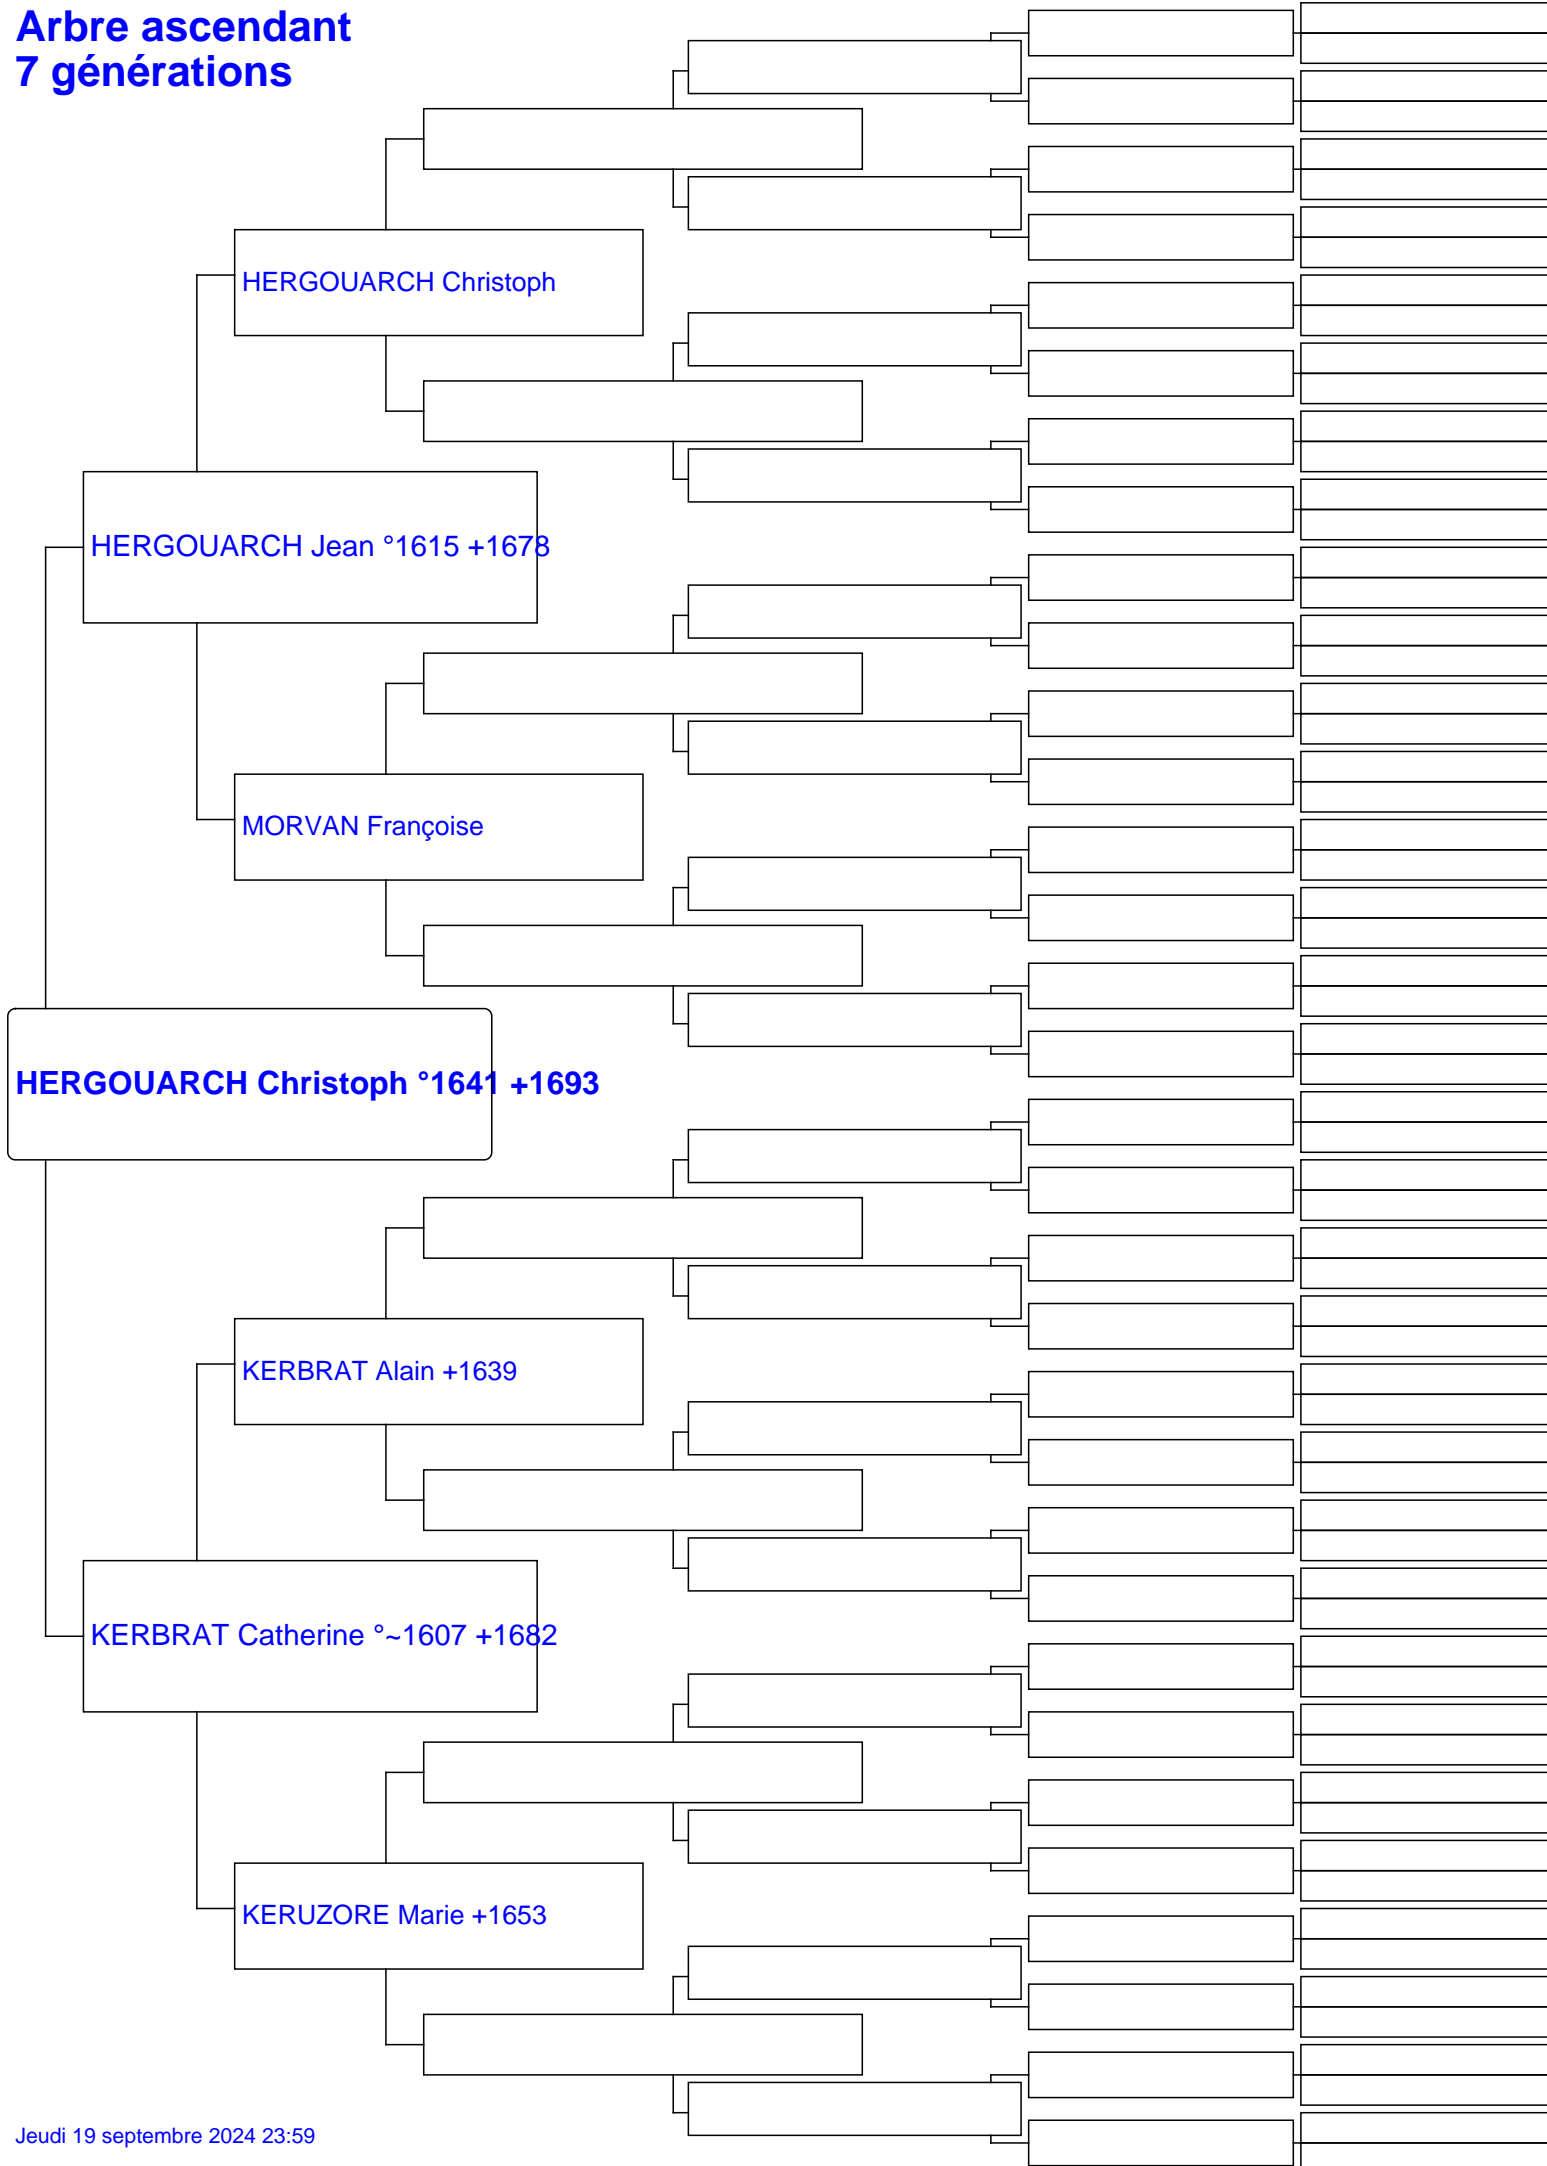 Arbre ascendant
7 générations
HERGOUARCH Christoph
HERGOUARCH Jean °1615 +1678
MORVAN Françoise
HERGOUARCH Christoph °1641 +1693
KERBRAT Alain +1639
KERBRAT Catherine °~1607 +1682
KERUZORE Marie +1653
Jeudi 19 septembre 2024 23:59